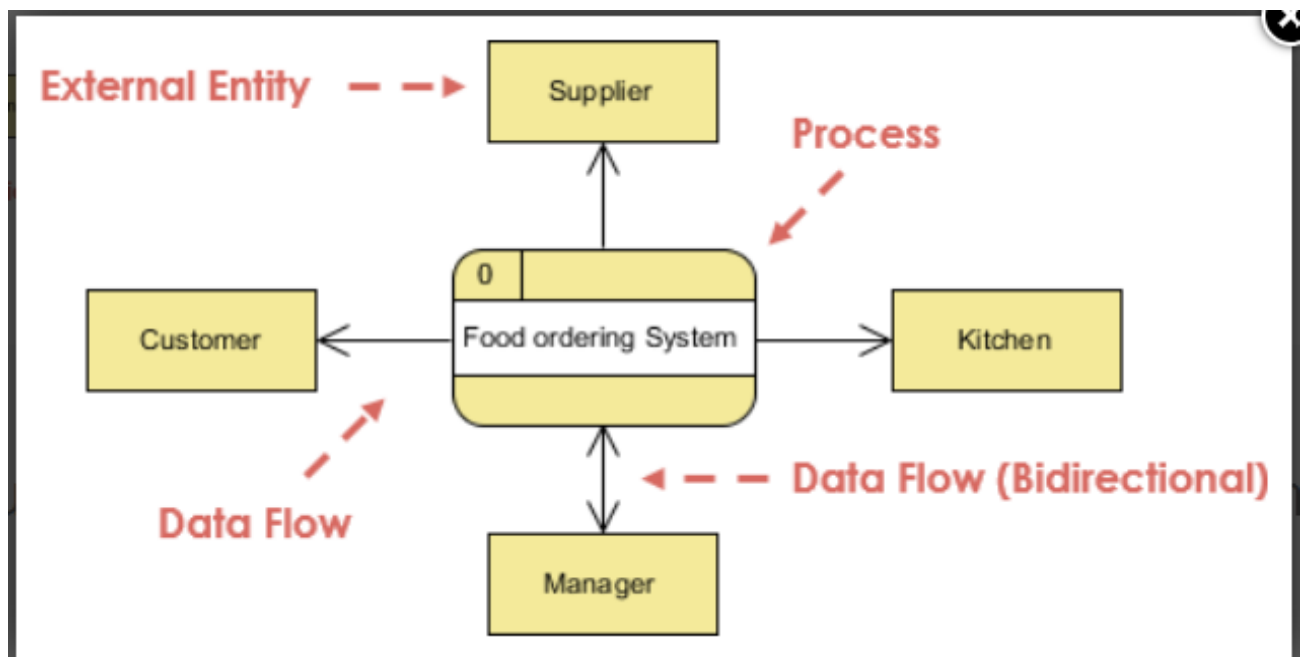 External Entity
Supplier
Process
0
Customer
Food ordering System
Kitchen
Data Flow (Bidirectional)
Data Flow
Manager